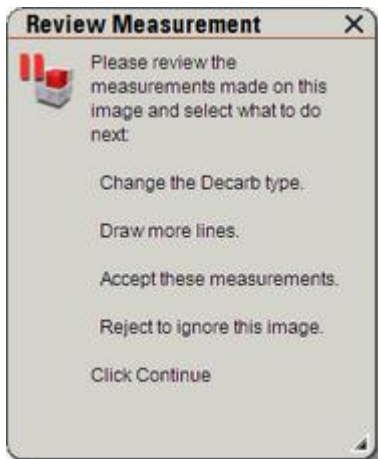 Review Measurement
Please review the
measurements made on this
image and select what to do
next:
Change the Decarb type.
Draw more lines.
Accept these measurements.
Reject to ignore this image.
Click Continue